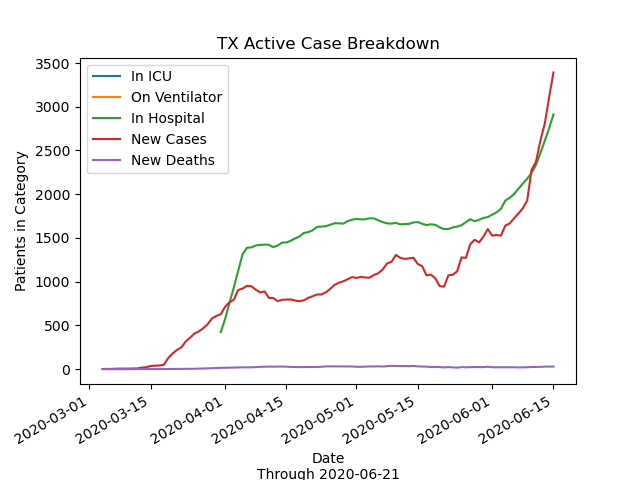 TX Active Case Breakdown
In ICU
On Ventilator
In Hospital
New Cases
New Deaths
Patients in Category
3500
3000
2500
2000
1500
1000
500
0
2020-03-01
2020-03-15
2020-04-01
2020-04-15
2020-05-01
2020-05-15
2020-06-01
2020-06-15
Date
Through 2020-06-21